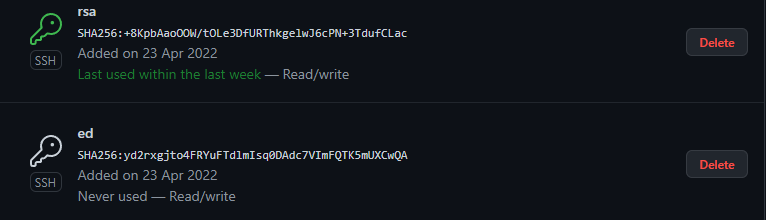 rsa
SHA256:+8KpbAaoOOW/tOLe3DfURThkgelwJ6cPN+3TdufCLac
SSH
Added on 23 Apr 2022
Last used within the last week — Read/write
Delete
ed
SHA256:yd2rxgjto4FRYuFTdlmIsq0DAdc7VImFQTK5mUXCwQA
SSH
Added on 23 Apr 2022
Never used — Read/write
Delete